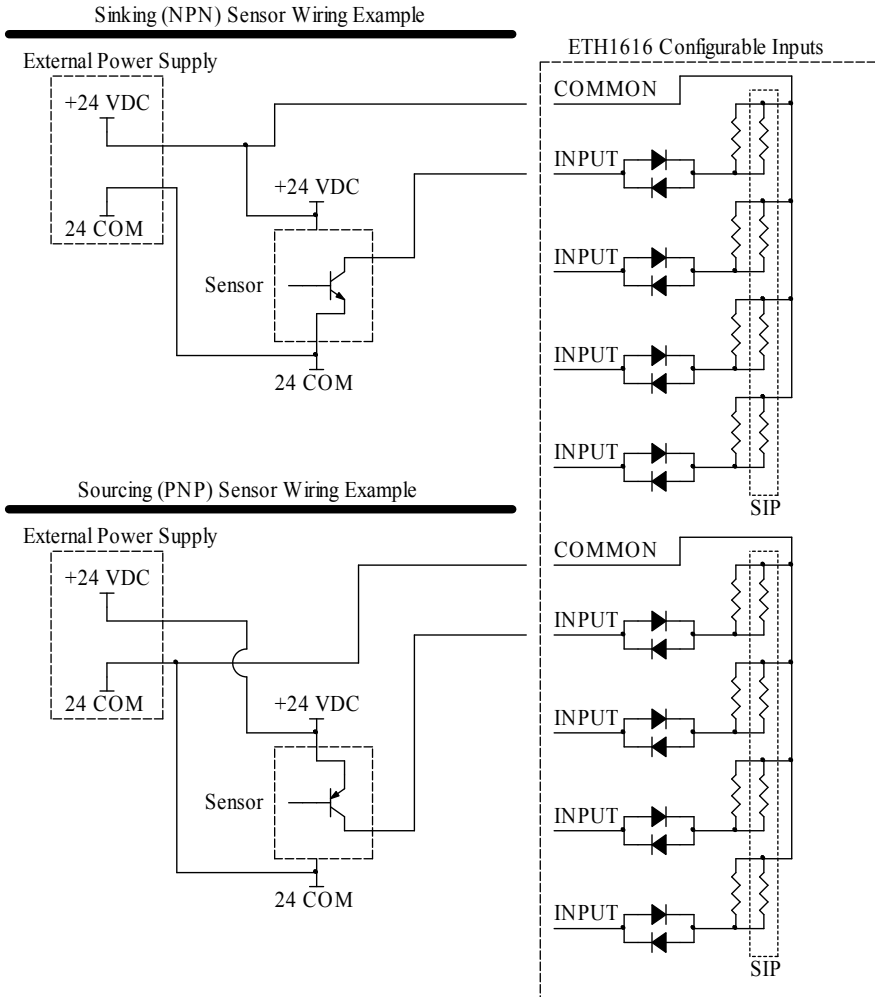 Sinking (NPN) Sensor Wiring Example
External Power Supply
+24 VDC
24 COM
+24 VDC
Sensor
24 COM
ETH1616 Configurable Inputs
COMMON
INPUT
INPUT
INPUT
INPUT
SIP
Sourcing (PNP) Sensor Wiring Example
External Power Supply
+24 VDC
24 COM
+24 VDC
Sensor
24 COM
COMMON
INPUT
INPUT
INPUT
INPUT
SIP